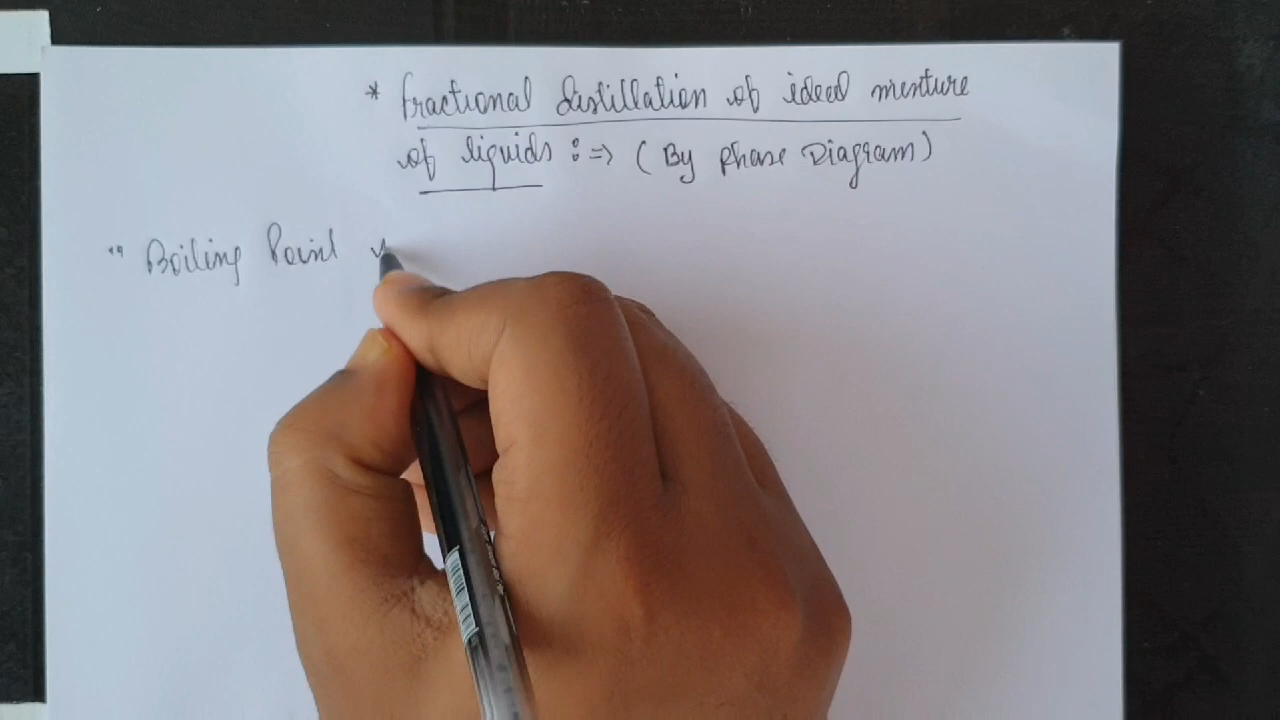 * fractional distillation of ideal mixture
of liquids :⇒ (By Phase Diagram)
" Boiling Point